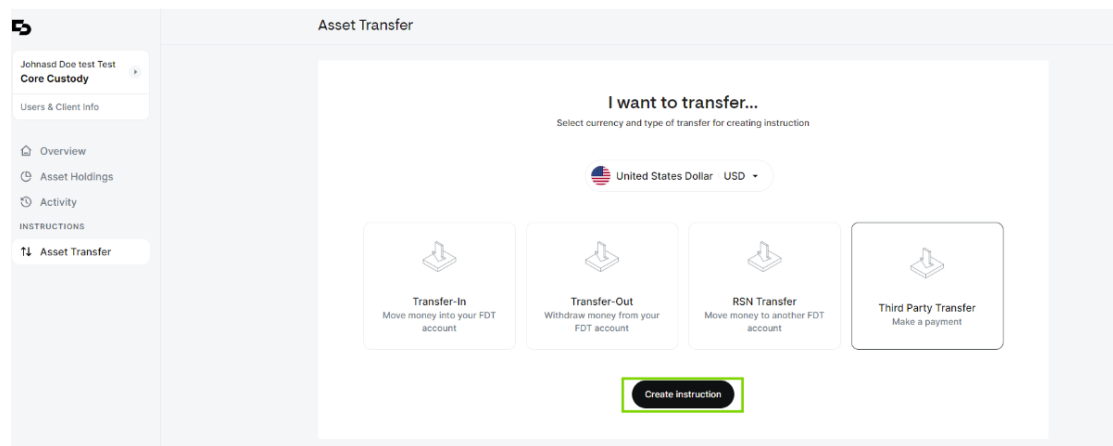 Asset Transfer
Johnasd Doe test Test
Core Custody
Users & Client Info
Overview
Asset Holdings
Activity
INSTRUCTIONS
Asset Transfer
I want to transfer...
Select currency and type of transfer for creating instruction
United States Dollar USD
Transfer-In
Move money into your FDT
account
Transfer-Out
Withdraw money from your
FDT account
RSN Transfer
Move money to another FDT
account
Third Party Transfer
Make a payment
Create instruction